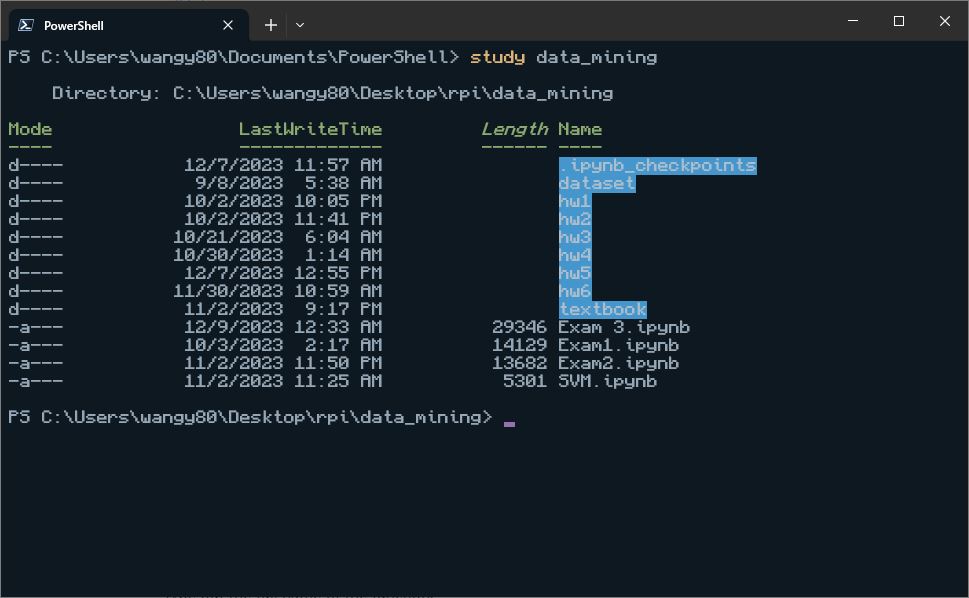 PowerShell
PS C:\Users\wangy80\Documents\PowerShell> study data_mining
Directory: C:\Users\wangy80\Desktop\rpi\data_mining
Mode LastWriteTime Length Name
---- ------------- ------ ----
d---- 12/7/2023 11:57 AM .ipynb_checkpoints
d---- 9/8/2023 5:38 AM dataset
d---- 10/2/2023 10:05 PM hw1
d---- 10/2/2023 11:41 PM hw2
d---- 10/21/2023 6:04 AM hw3
d---- 10/30/2023 1:14 AM hw4
d---- 12/7/2023 12:55 PM hw5
d---- 11/30/2023 10:59 AM hw6
d---- 11/2/2023 9:17 PM textbook
-a--- 12/9/2023 12:33 AM 29346 Exam 3.ipynb
-a--- 10/3/2023 2:17 AM 14129 Exam1.ipynb
-a--- 11/2/2023 11:50 PM 13682 Exam2.ipynb
-a--- 11/2/2023 11:25 AM 5301 SVM.ipynb
PS C:\Users\wangy80\Desktop\rpi\data_mining>